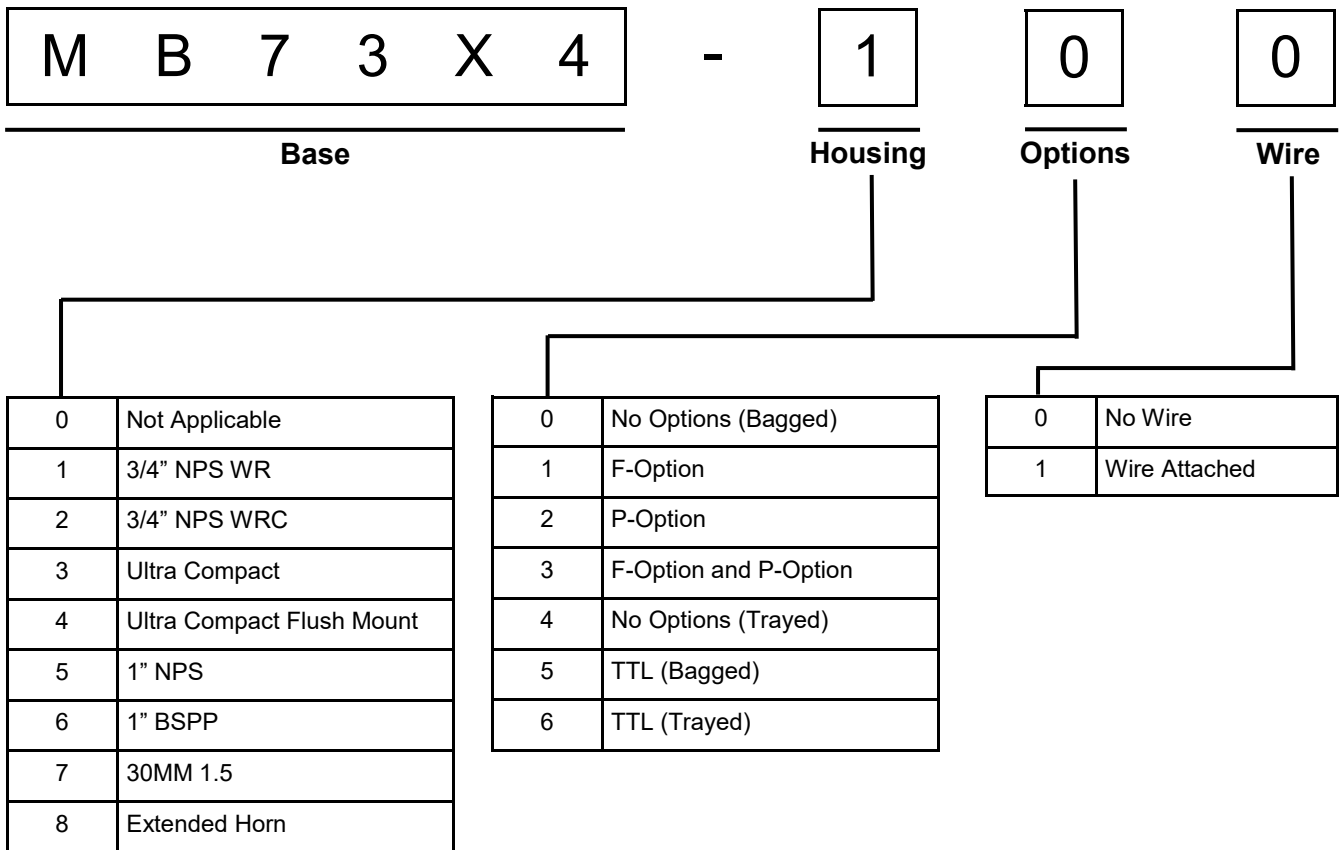 M B 7 3 X 4 - 1 0 0
Base Housing Options Wire
0 Not Applicable
1 3/4” NPS WR
2 3/4” NPS WRC
3 Ultra Compact
4 Ultra Compact Flush Mount
5 1” NPS
6 1” BSPP
7 30MM 1.5
8 Extended Horn
0 No Options (Bagged)
1 F-Option
2 P-Option
3 F-Option and P-Option
4 No Options (Trayed)
5 TTL (Bagged)
6 TTL (Trayed)
0 No Wire
1 Wire Attached